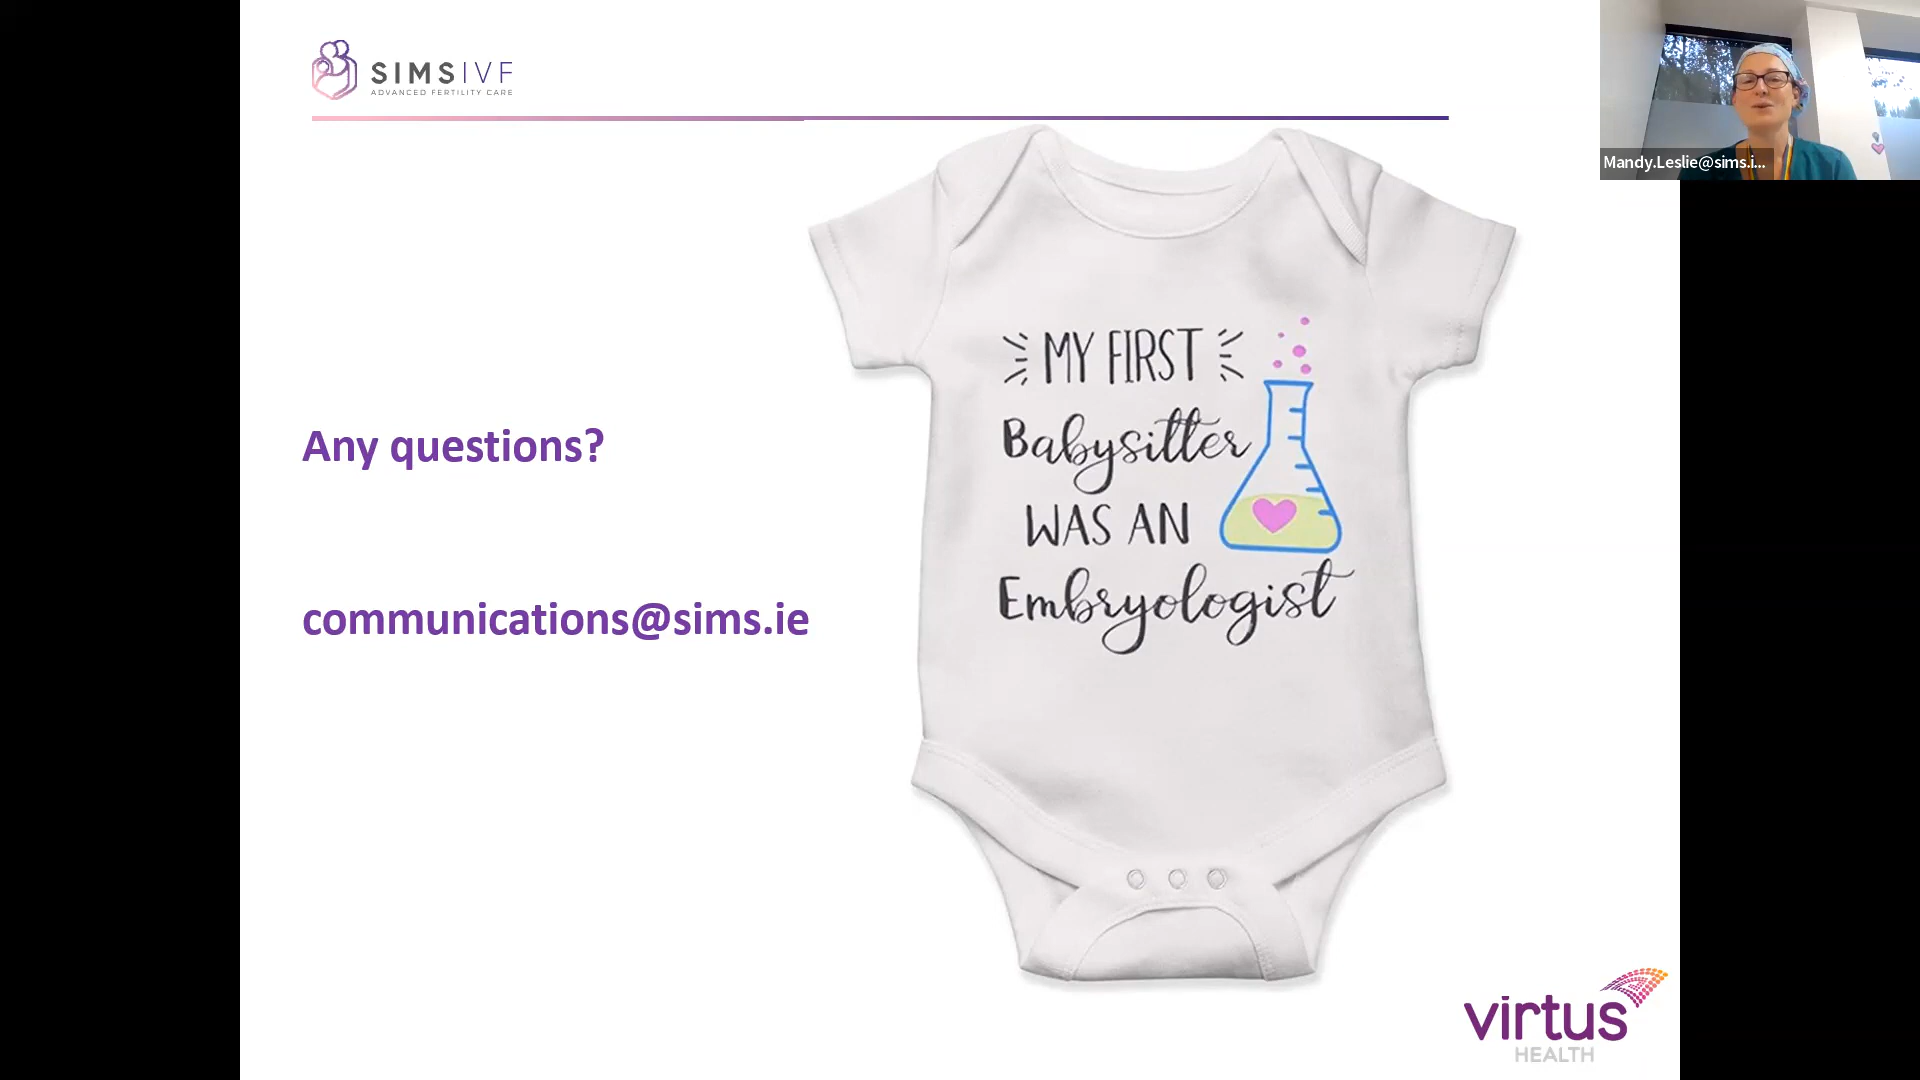 SIMSIVF
ADVANCED FERTILITY CARE
Mandy.Leslie@sims.i...
MY FIRST
Babysitter
WAS AN
Embryologist
Any questions?
communications@sims.ie
virtus
HEALTH